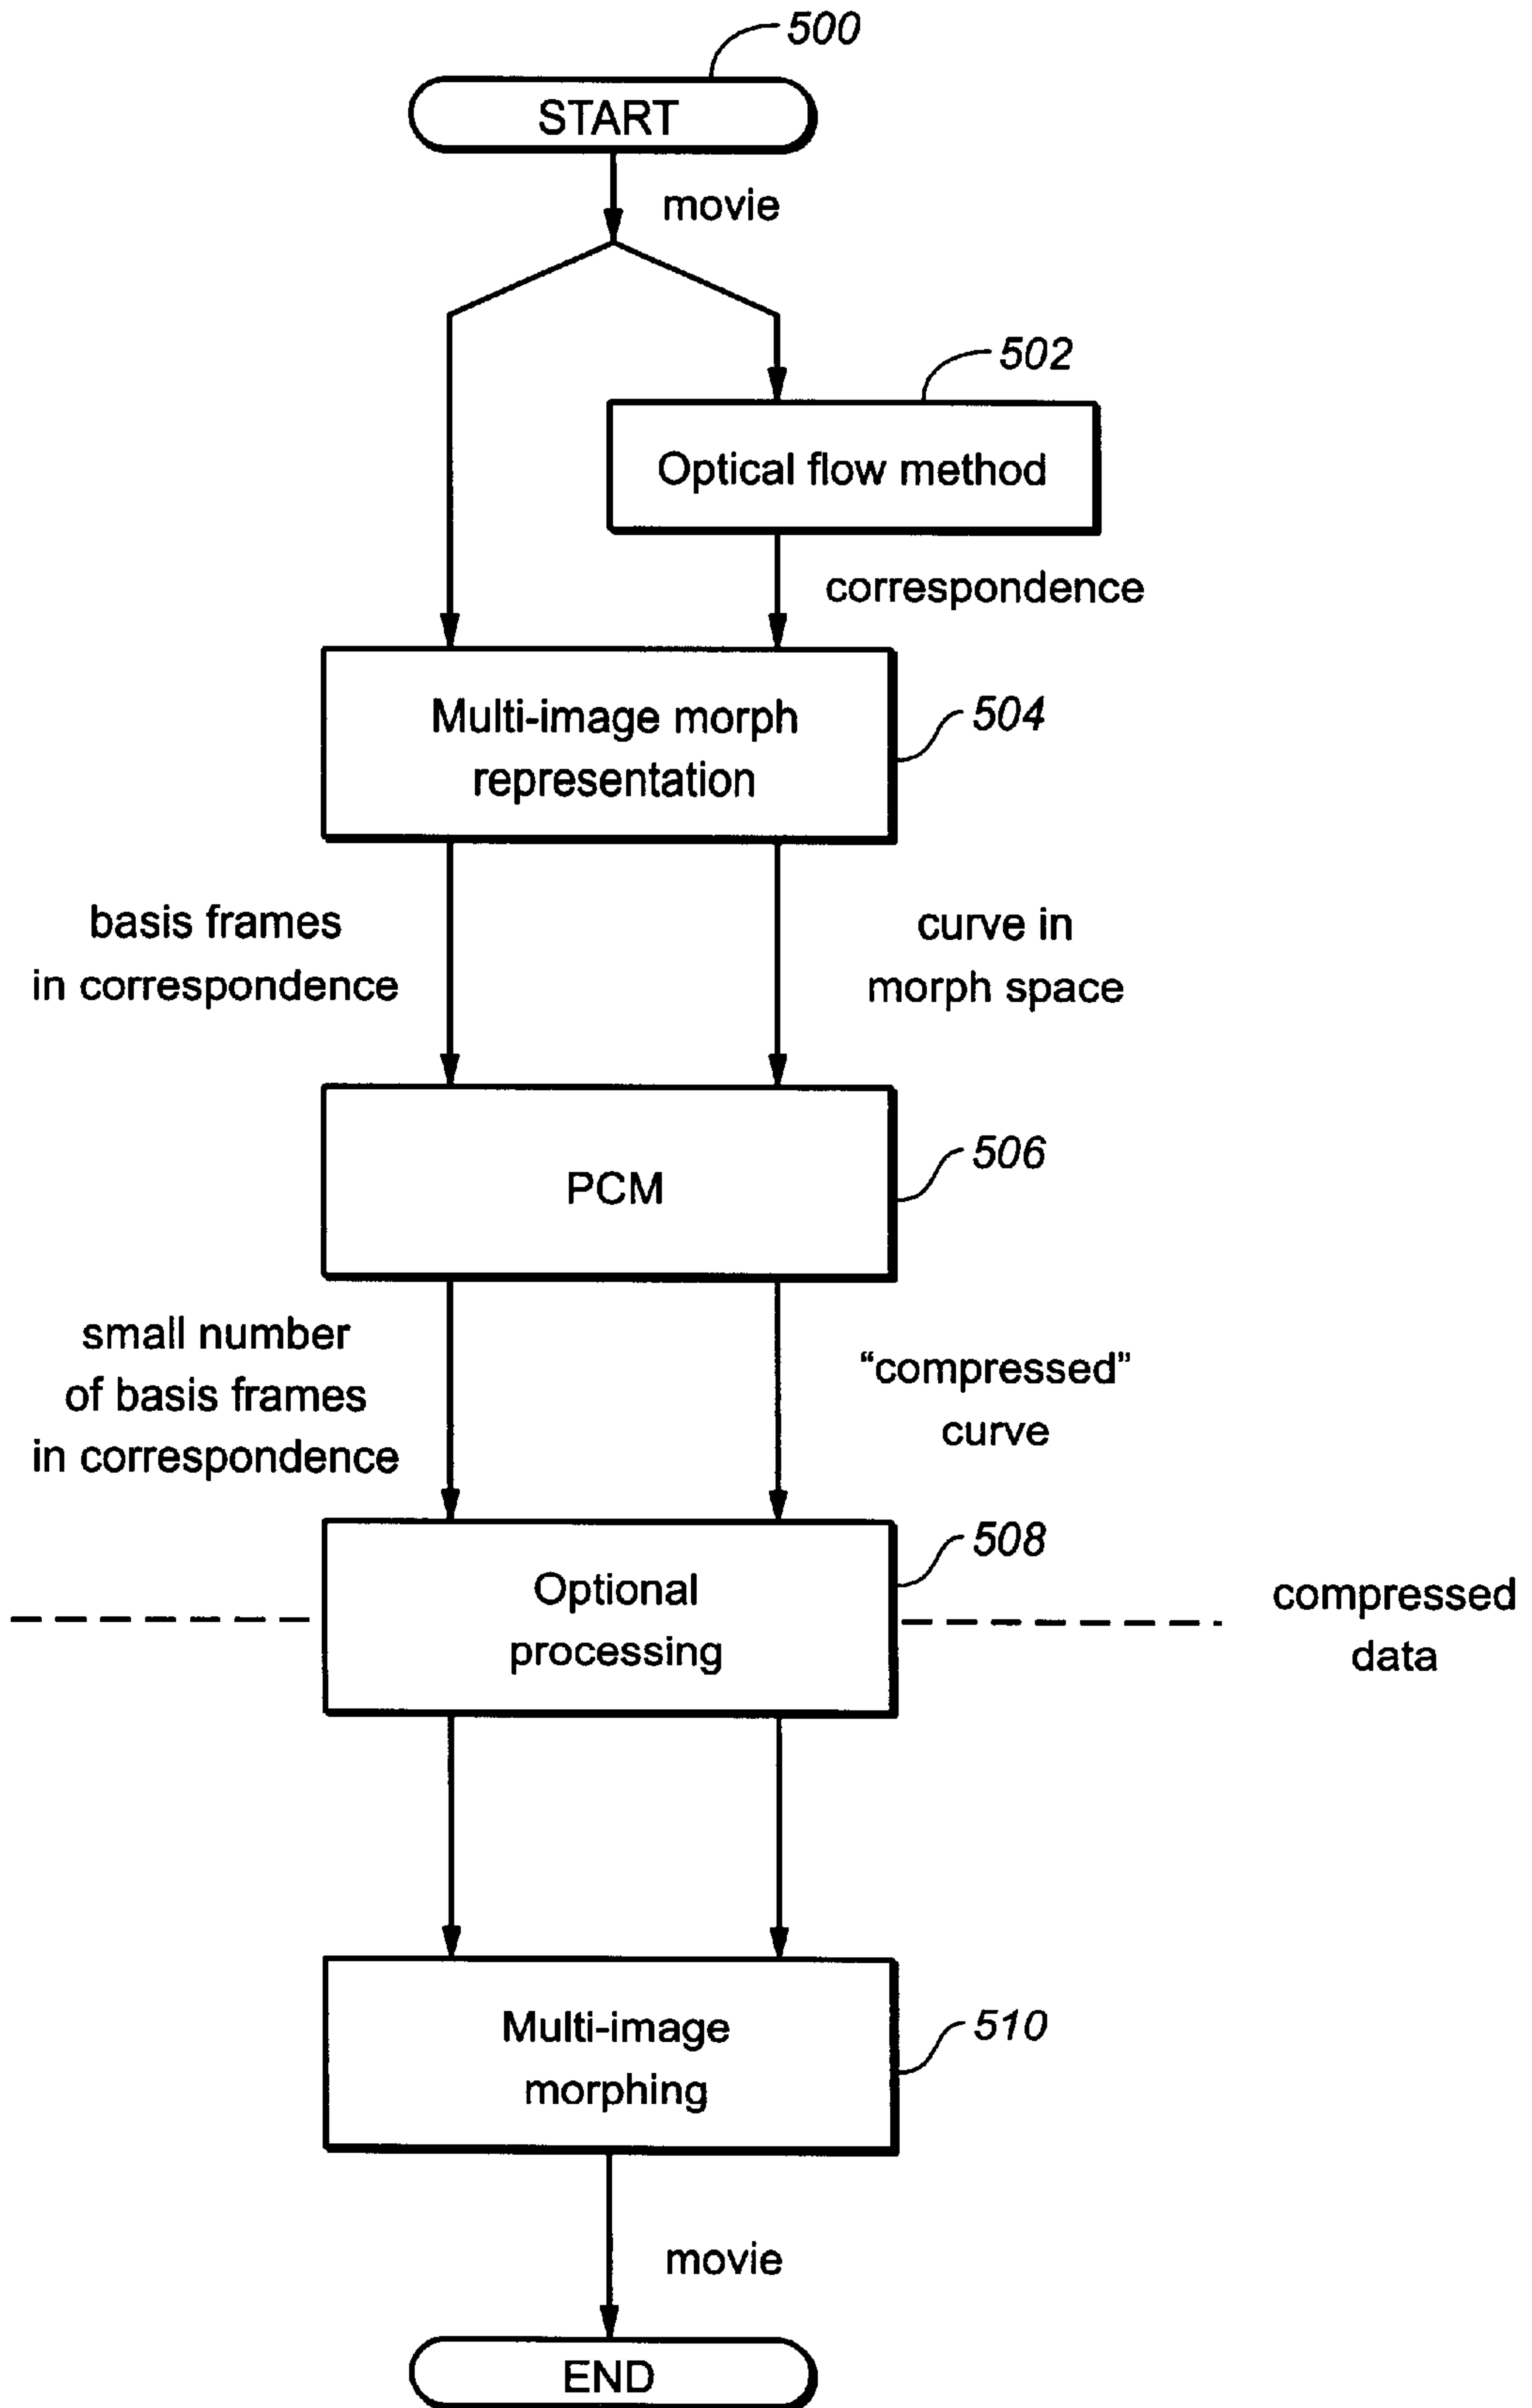 500
START
movie
502
Optical flow method
correspondence
Multi-image morph
representation
504
basis frames
in correspondence
curve in
morph space
PCM
506
small number
of basis frames
in correspondence
“compressed”
curve
508
Optional
processing
compressed
data
Multi-image
morphing
510
movie
END